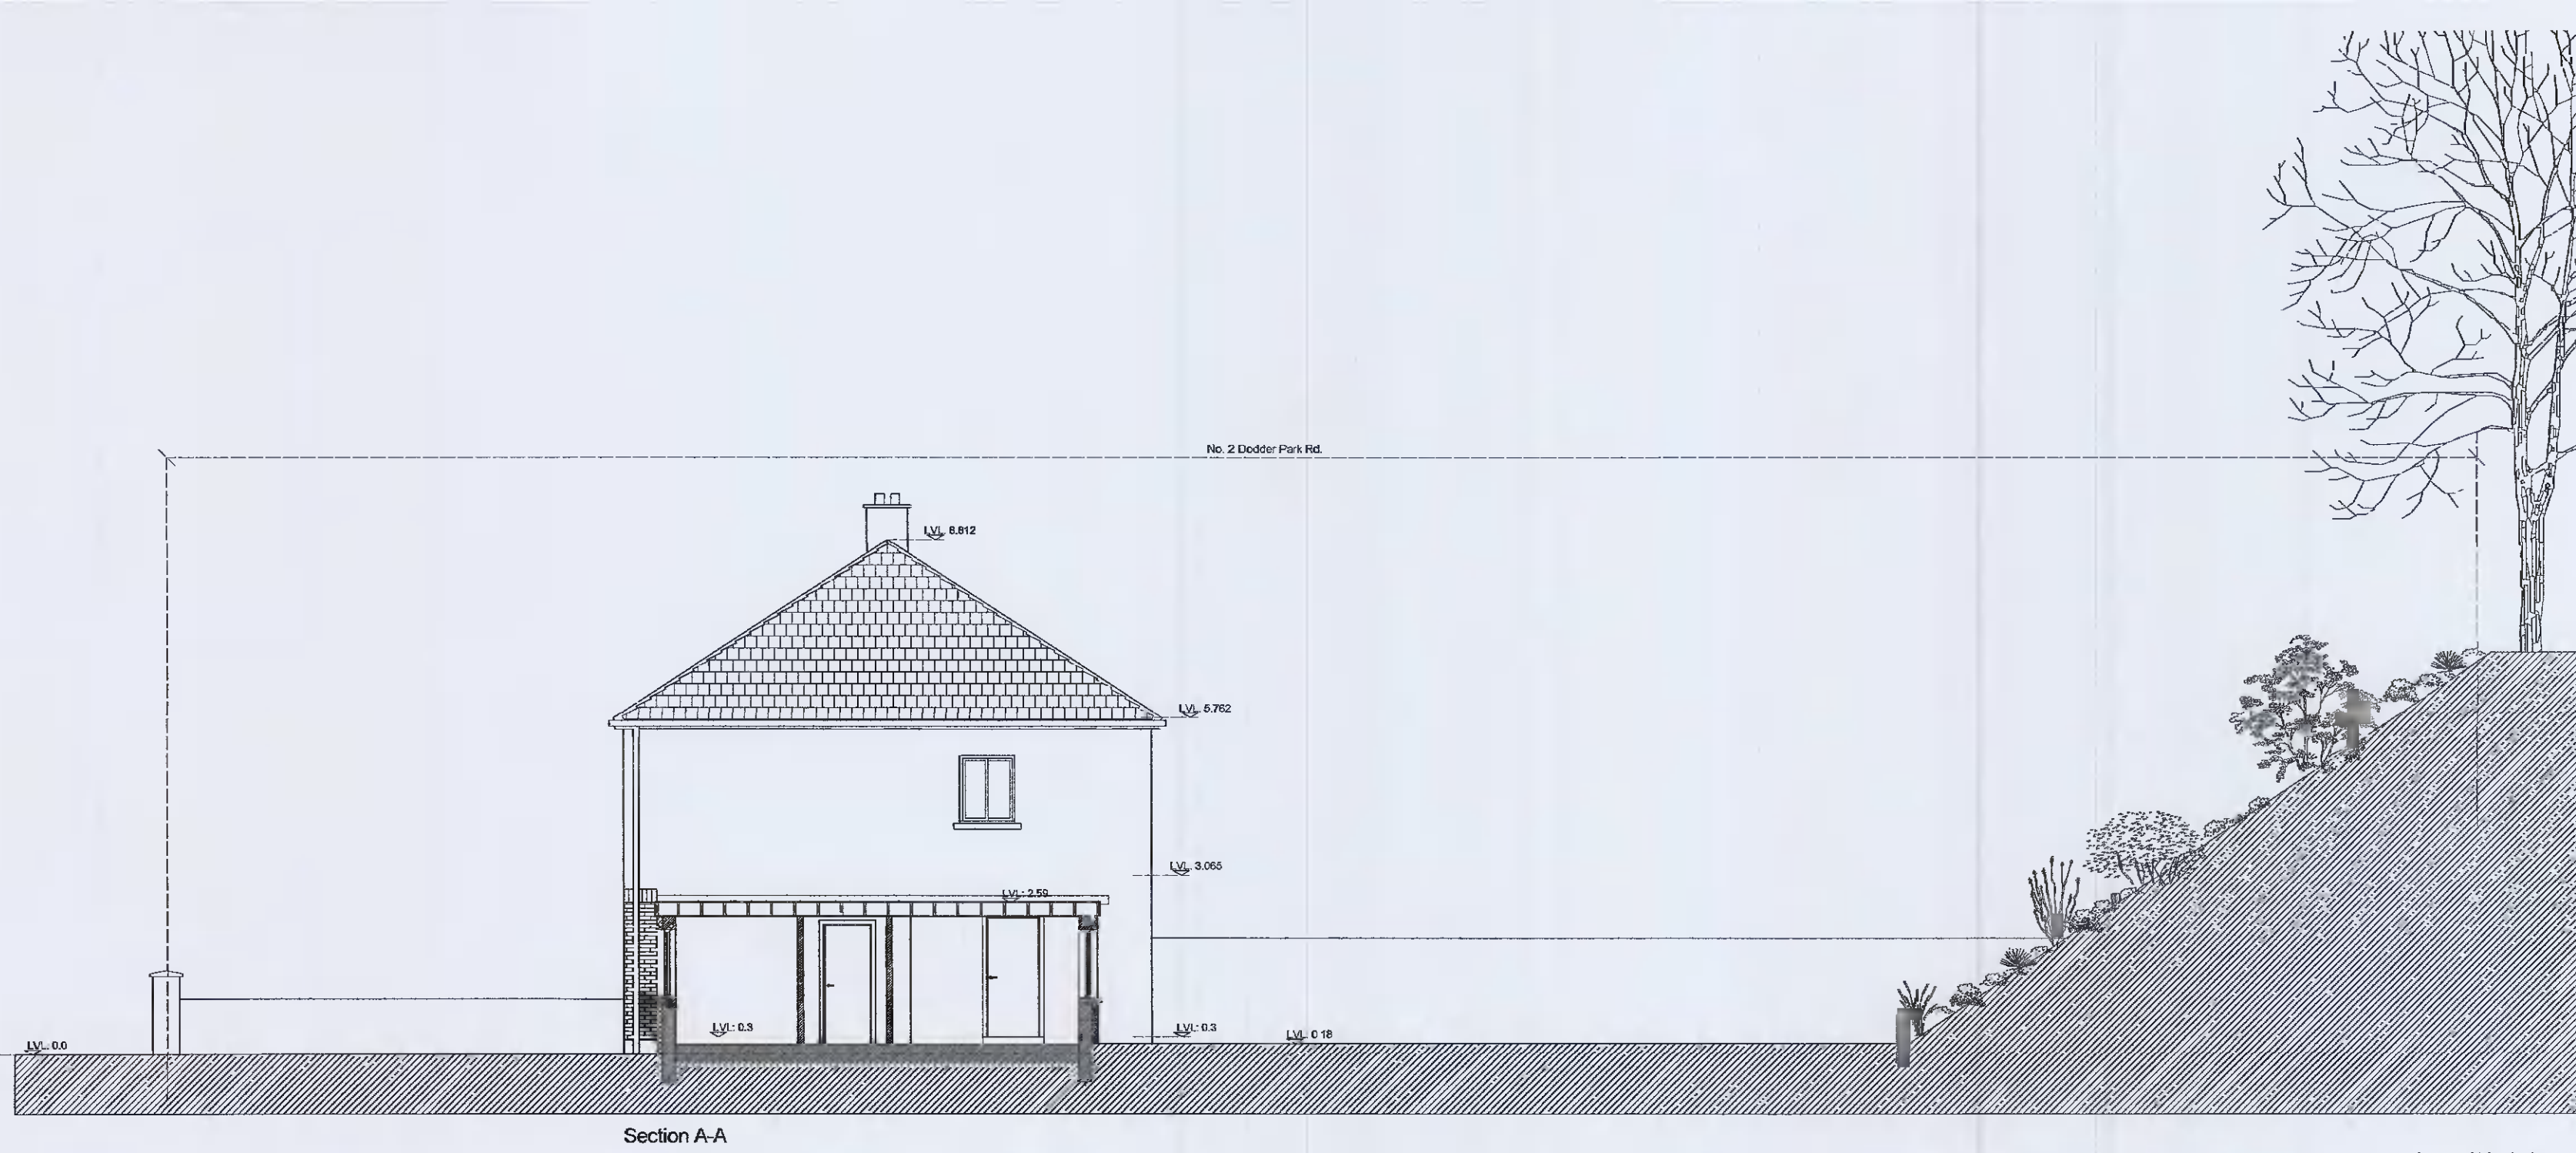 No. 2 Dodder Park Rd.
LVL. 8.812
LVL. 5.762
LVL. 3.065
LVL: 2.59
LVL: 0.3
LVL: 0.3
LVL: 0 18
LVL: 0.0
Section A-A